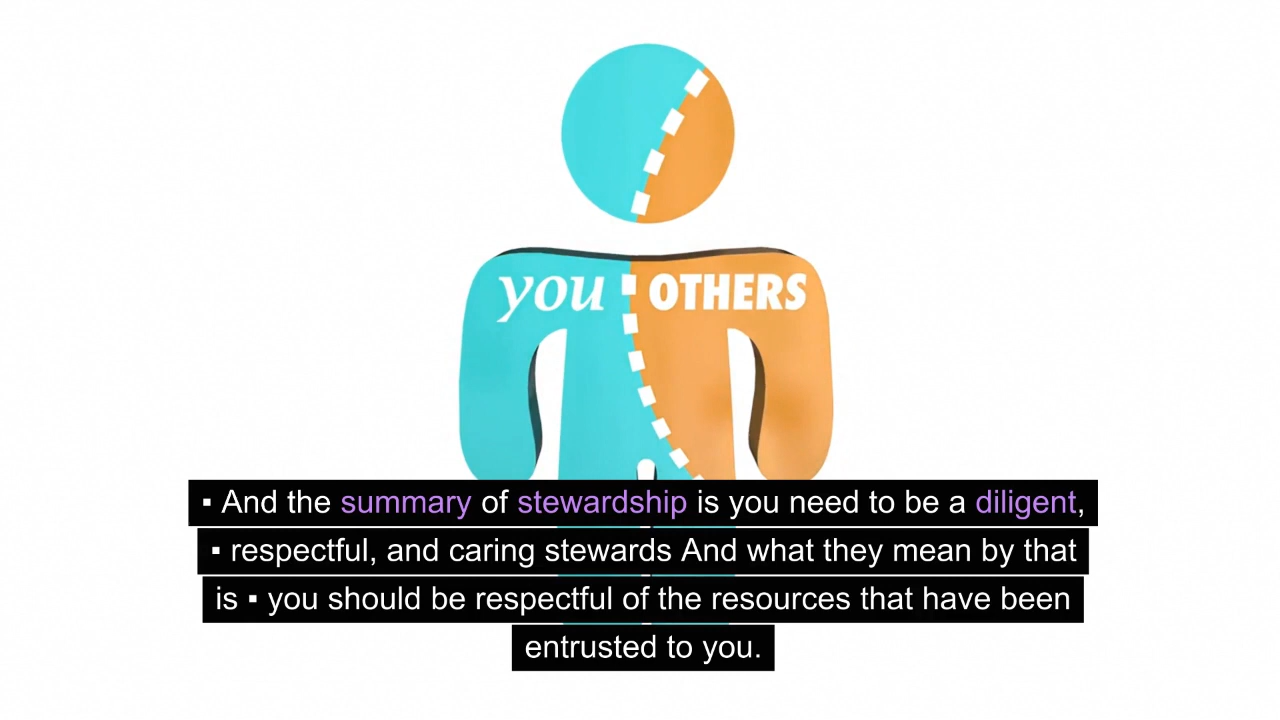 you OTHERS
▪ And the summary of stewardship is you need to be a diligent,
▪ respectful, and caring stewards And what they mean by that
is ▪ you should be respectful of the resources that have been
entrusted to you.